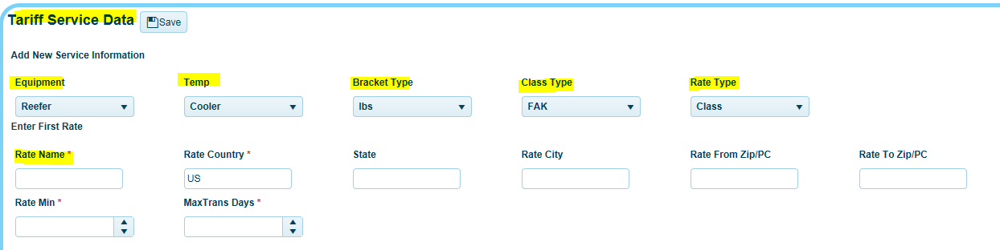 Tariff Service Data Save
Add New Service Information
Equipment Temp Bracket Type Class Type Rate Type
Reefer Cooler lbs FAK Class
Enter First Rate
Rate Name * Rate Country * State Rate City Rate From Zip/PC Rate To Zip/PC
US
Rate Min * MaxTrans Days *